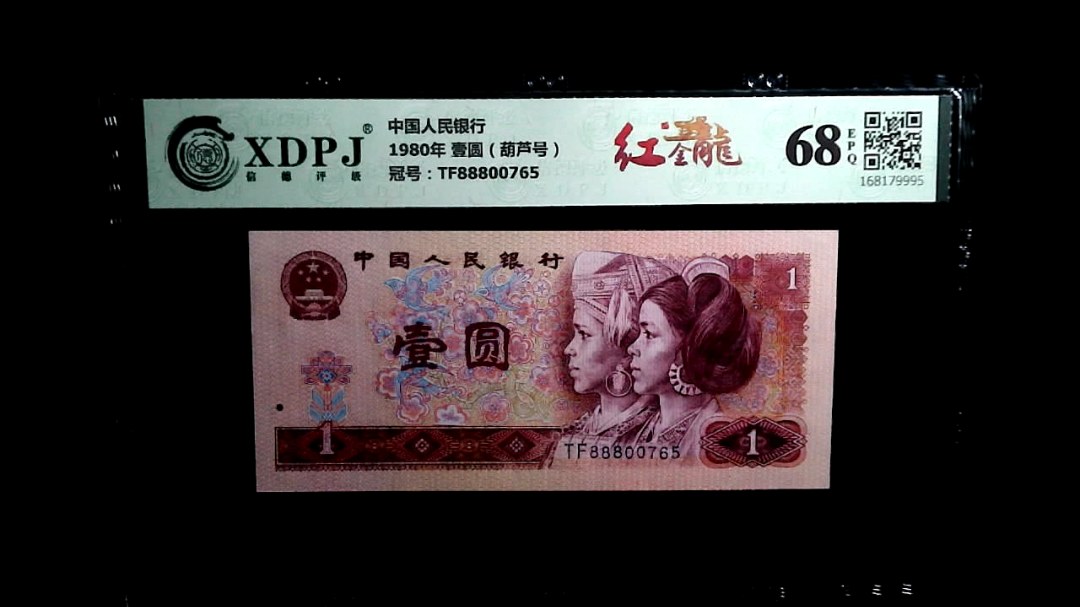 XDPJ®
信德评级
中国人民银行
1980年 壹圆（葫芦号）
冠号：TF88800765
红金龍
68
EPQ
168179995
中国人民银行
1
壹圆
1
TF88800765
1